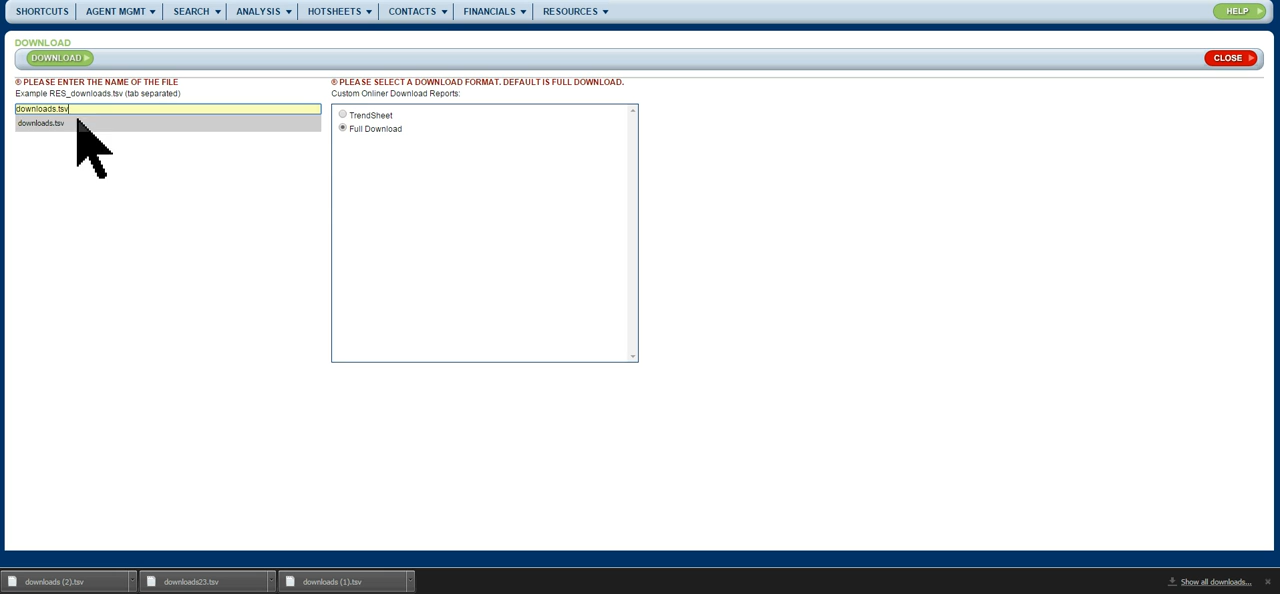 SHORTCUTS AGENT MGMT SEARCH ANALYSIS HOTSHEETS CONTACTS FINANCIALS RESOURCES HELP
DOWNLOAD
DOWNLOAD CLOSE
® PLEASE ENTER THE NAME OF THE FILE
Example RES_downloads.tsv (tab separated)
downloads.tsv
downloads.tsv
® PLEASE SELECT A DOWNLOAD FORMAT. DEFAULT IS FULL DOWNLOAD.
Custom Onliner Download Reports:
TrendSheet
Full Download
downloads (2).tsv downloads23.tsv downloads (1).tsv Show all downloads...